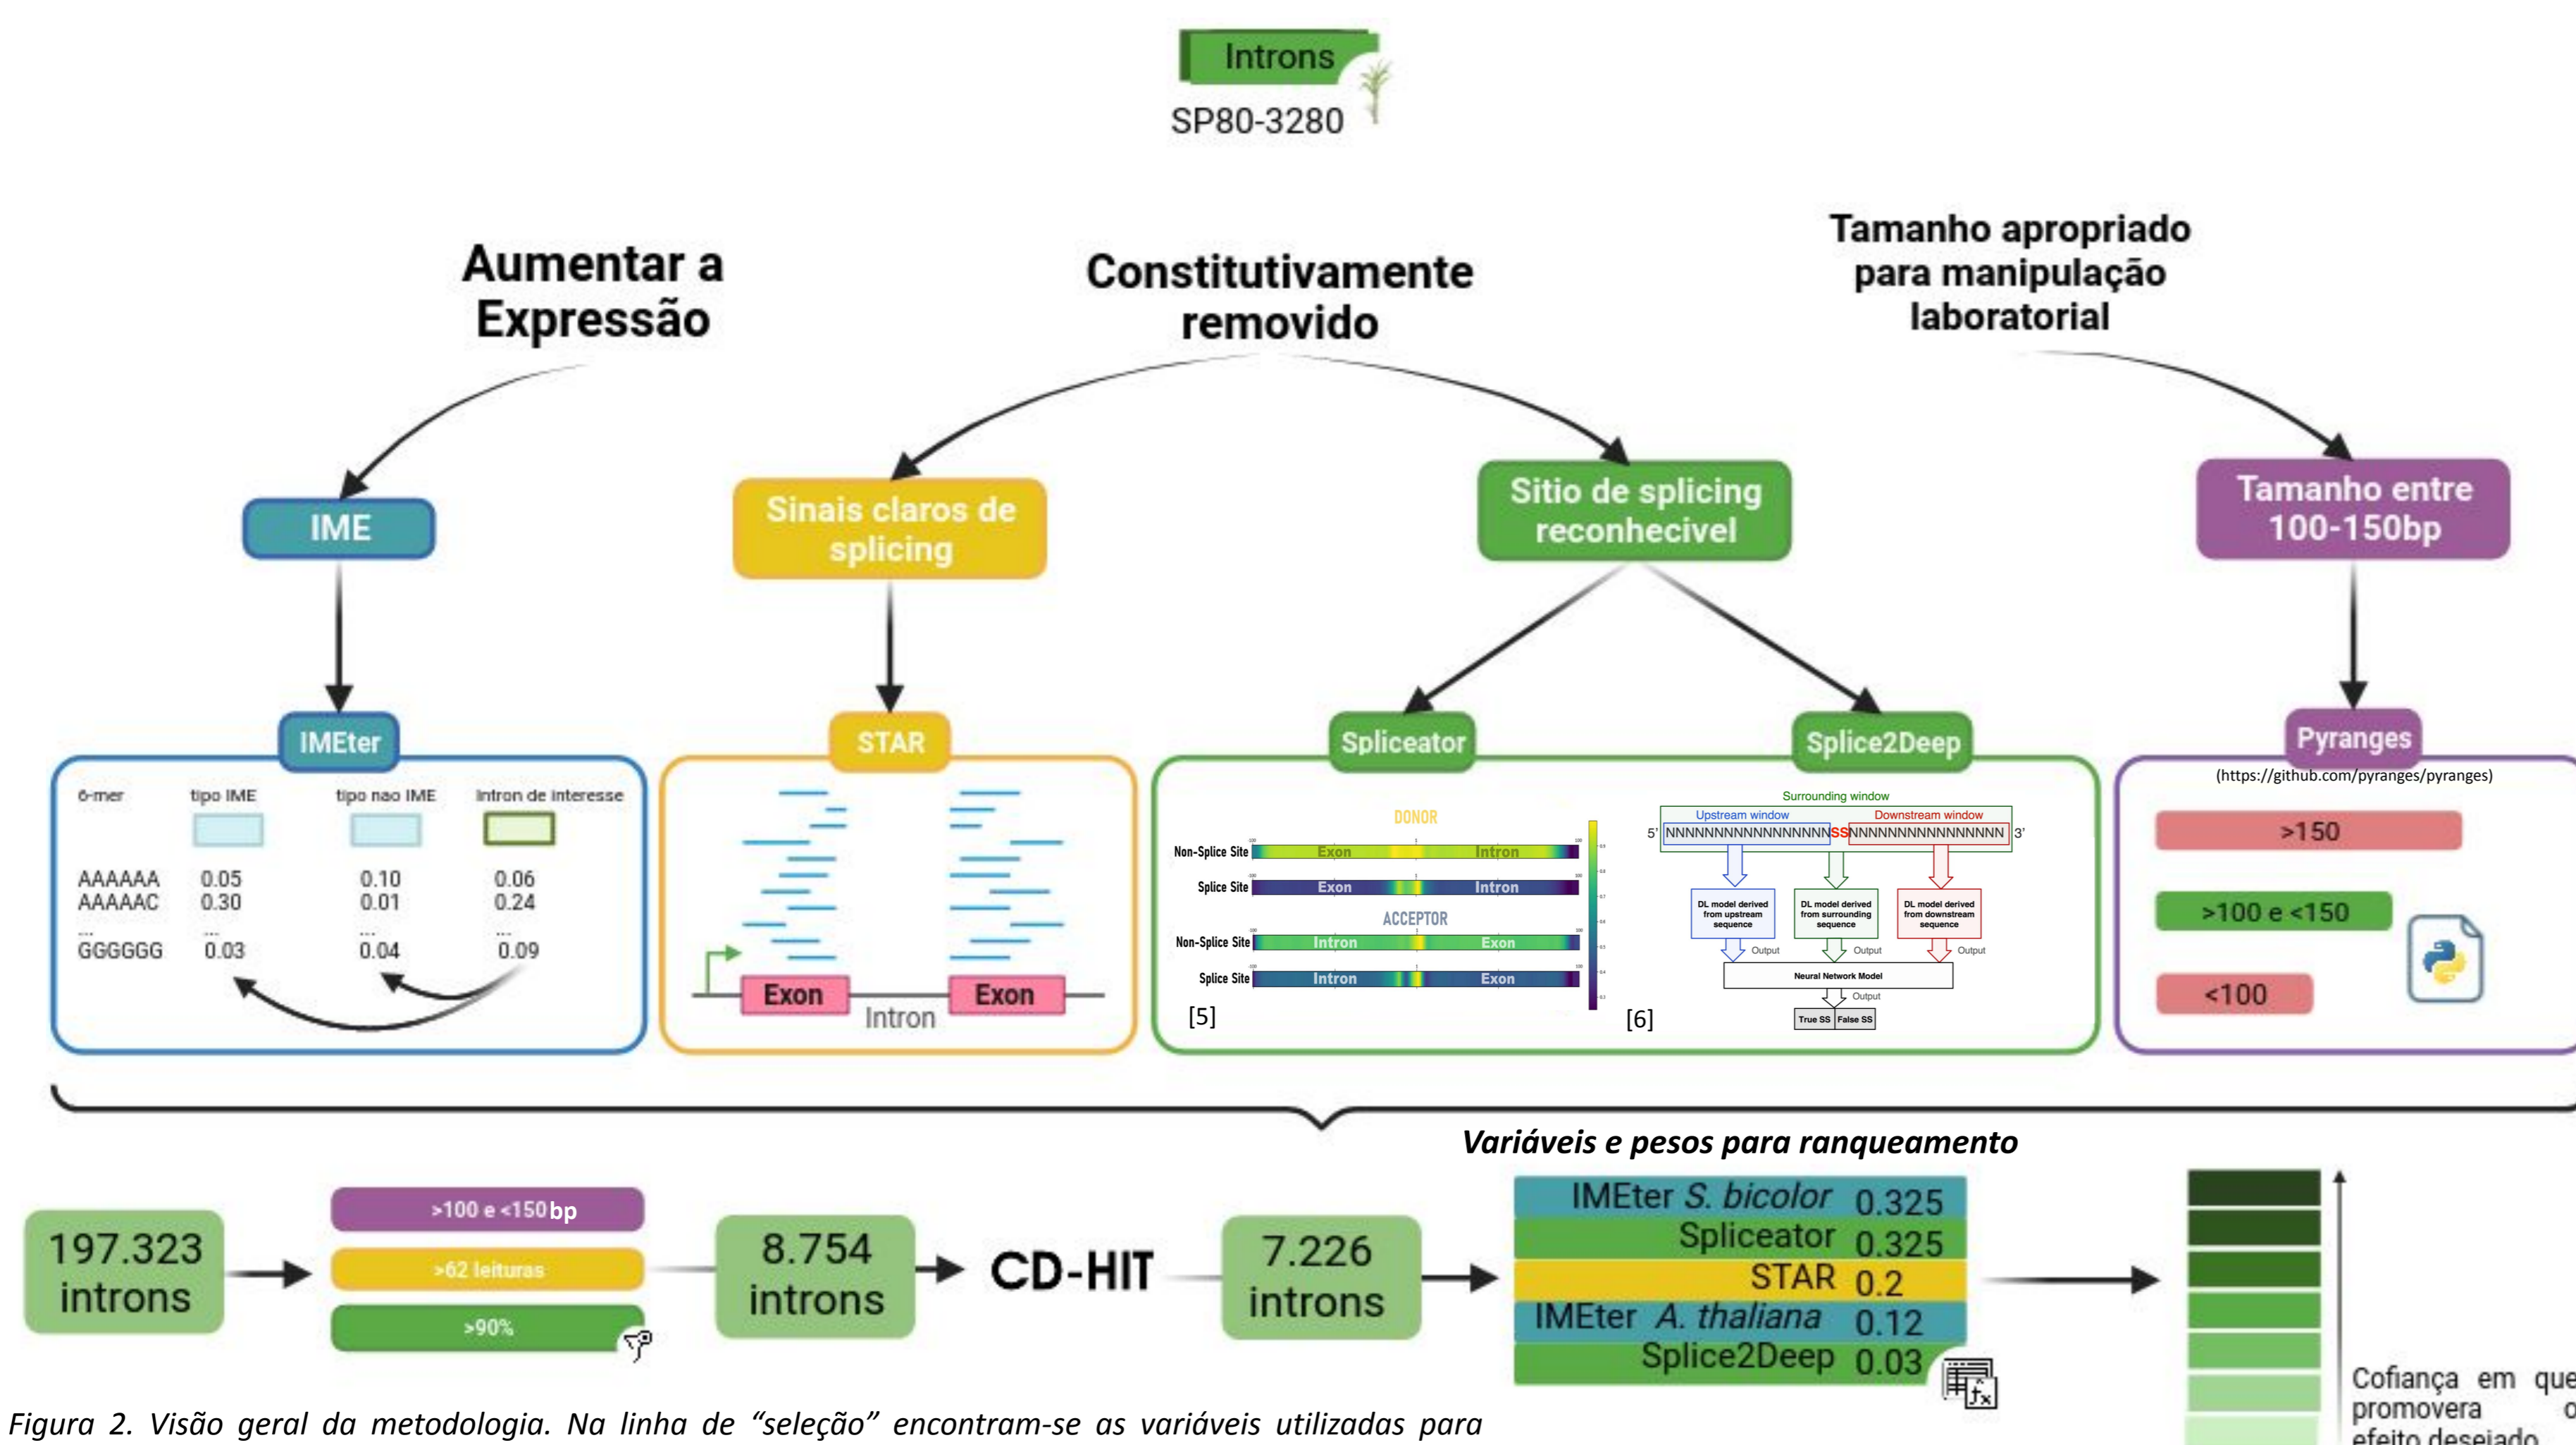 Introns
SP80-3280
Aumentar a
Expressão
Constitutivamente
removido
Tamanho apropriado
para manipulação
laboratorial
IME
Sinais claros de
splicing
Sitio de splicing
reconhecivel
Tamanho entre
100-150bp
IMEter
6-mer tipo IME tipo nao IME Intron de interesse
AAAAAA 0.05 0.10 0.06
AAAAAC 0.30 0.01 0.24
... ... ...
GGGGGG 0.03 0.04 0.09
STAR
Exon Exon
Intron
Spliceator
DONOR
Non-Splice Site Exon Intron
Splice Site Exon Intron
ACCEPTOR
Non-Splice Site Intron Exon
Splice Site Intron Exon
[5]
Splice2Deep
Surrounding window
Upstream window Downstream window
5' NNNNNNNNNNNNNNNNNSSNNNNNNNNNNNNNNNN 3'
DL model derived
from upstream
sequence
DL model derived
from surrounding
sequence
DL model derived
from downstream
sequence
Output Output Output
Neural Network Model
Output
True SS False SS
[6]
Pyranges
(https://github.com/pyranges/pyranges)
>150
>100 e <150
<100
197.323
introns
>100 e <150bp
>62 leituras
>90%
8.754
introns
CD-HIT
7.226
introns
Variáveis e pesos para ranqueamento
IMEter S. bicolor 0.325
Spliceator 0.325
STAR 0.2
IMEter A. thaliana 0.12
Splice2Deep 0.03
Cofiança em que
promovera o
efeito desejado
Figura 2. Visão geral da metodologia. Na linha de “seleção” encontram-se as variáveis utilizadas para